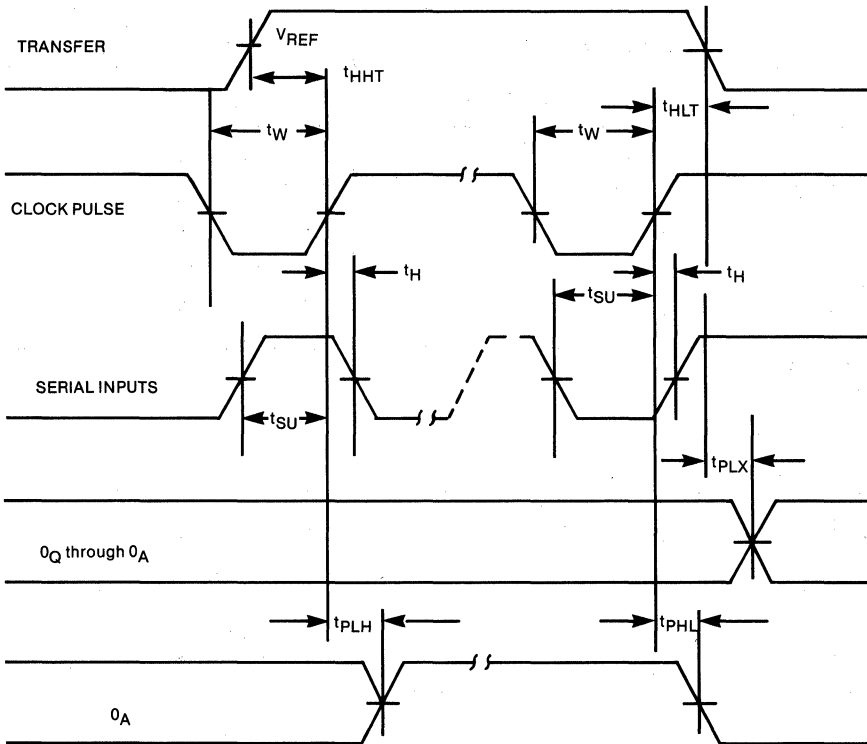 TRANSFER
VREF
tHHT
tW
tW
tHLT
CLOCK PULSE
tH
tSU
tH
SERIAL INPUTS
tSU
tPLX
0Q through 0A
tPLH
tPHL
0A